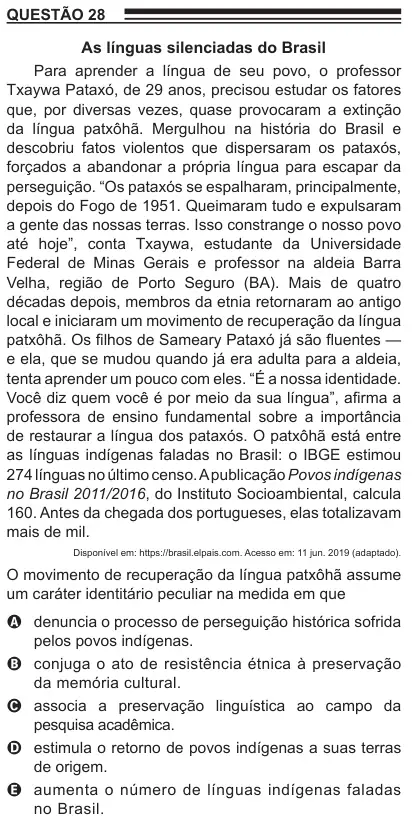 QUESTÃO 28
As línguas silenciadas do Brasil
Para aprender a língua de seu povo, o professor
Txaywa Pataxó, de 29 anos, precisou estudar os fatores
que, por diversas vezes, quase provocaram a extinção
da língua patxôhã. Mergulhou na história do Brasil e
descobriu fatos violentos que dispersaram os pataxós,
forçados a abandonar a própria língua para escapar da
perseguição. “Os pataxós se espalharam, principalmente,
depois do Fogo de 1951. Queimaram tudo e expulsaram
a gente das nossas terras. Isso constrange o nosso povo
até hoje”, conta Txaywa, estudante da Universidade
Federal de Minas Gerais e professor na aldeia Barra
Velha, região de Porto Seguro (BA). Mais de quatro
décadas depois, membros da etnia retornaram ao antigo
local e iniciaram um movimento de recuperação da língua
patxôhã. Os filhos de Sameary Pataxó já são fluentes —
e ela, que se mudou quando já era adulta para a aldeia,
tenta aprender um pouco com eles. “É a nossa identidade.
Você diz quem você é por meio da sua língua”, afirma a
professora de ensino fundamental sobre a importância
de restaurar a língua dos pataxós. O patxôhã está entre
as línguas indígenas faladas no Brasil: o IBGE estimou
274 línguas no último censo. A publicação Povos indígenas
no Brasil 2011/2016, do Instituto Socioambiental, calcula
160. Antes da chegada dos portugueses, elas totalizavam
mais de mil.
Disponível em: https://brasil.elpais.com. Acesso em: 11 jun. 2019 (adaptado).
O movimento de recuperação da língua patxôhã assume
um caráter identitário peculiar na medida em que
A denuncia o processo de perseguição histórica sofrida
pelos povos indígenas.
B conjuga o ato de resistência étnica à preservação
da memória cultural.
C associa a preservação linguística ao campo da
pesquisa acadêmica.
D estimula o retorno de povos indígenas a suas terras
de origem.
E aumenta o número de línguas indígenas faladas
no Brasil.